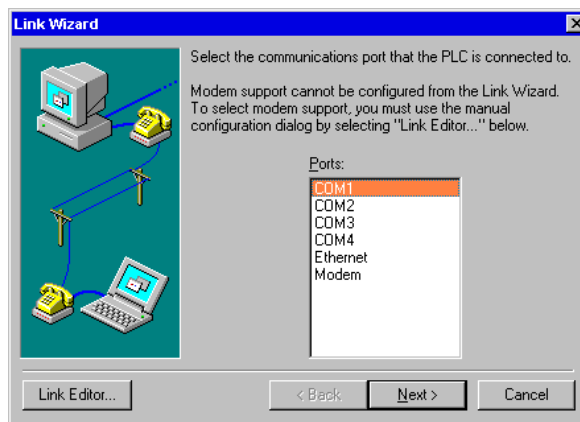 Link Wizard
Select the communications port that the PLC is connected to.
Modem support cannot be configured from the Link Wizard.
To select modem support, you must use the manual
configuration dialog by selecting "Link Editor..." below.
Ports:
COM1
COM2
COM3
COM4
Ethernet
Modem
Link Editor...
< Back
Next >
Cancel